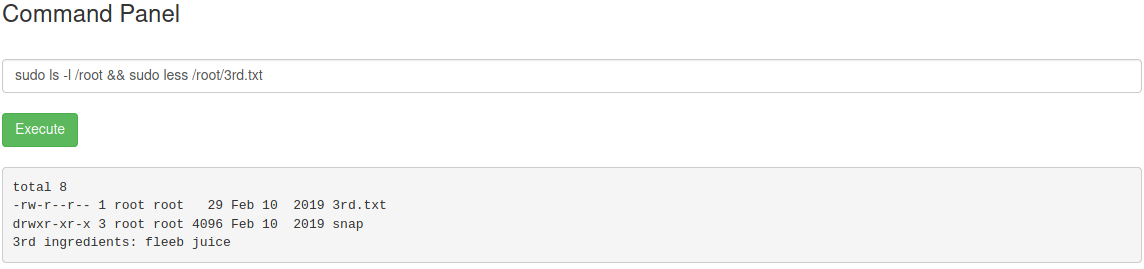 Command Panel
sudo ls -l /root && sudo less /root/3rd.txt
Execute
total 8
-rw-r--r-- 1 root root   29 Feb 10  2019 3rd.txt
drwxr-xr-x 3 root root 4096 Feb 10  2019 snap
3rd ingredients: fleeb juice